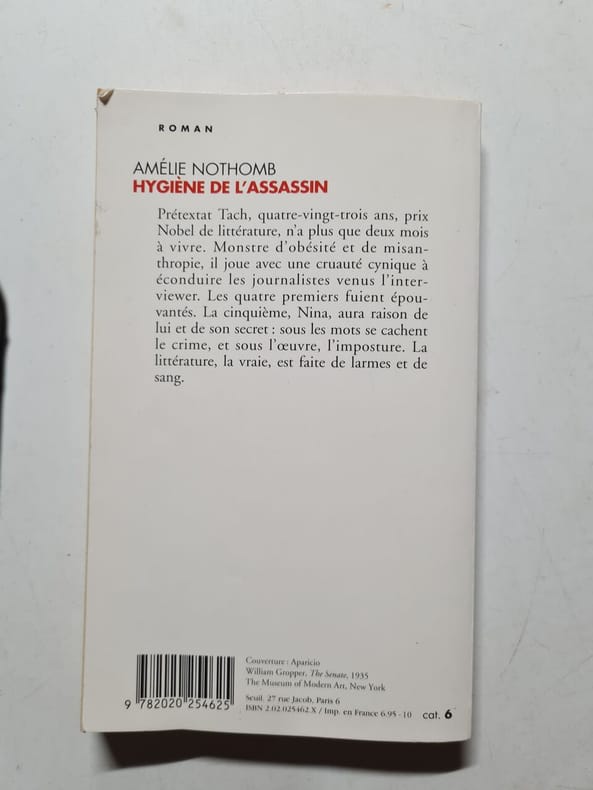 ROMAN
AMÉLIE NOTHOMB
HYGIÈNE DE L'ASSASSIN
Prétextat Tach, quatre-vingt-trois ans, prix
Nobel de littérature, n'a plus que deux mois
à vivre. Monstre d'obésité et de misan-
thropie, il joue avec une cruauté cynique à
éconduire les journalistes venus l'inter-
viewer. Les quatre premiers fuient épou-
vantés. La cinquième, Nina, aura raison de
lui et de son secret : sous les mots se cachent
le crime, et sous l'œuvre, l'imposture. La
littérature, la vraie, est faite de larmes et de
sang.
Couverture : Aparicio
William Gropper, The Senate, 1935
The Museum of Modern Art, New York
Seuil, 27 rue Jacob, Paris 6
ISBN 2.02.025462.X / Imp. en France 6.95-10
cat. 6
9 782020 254625